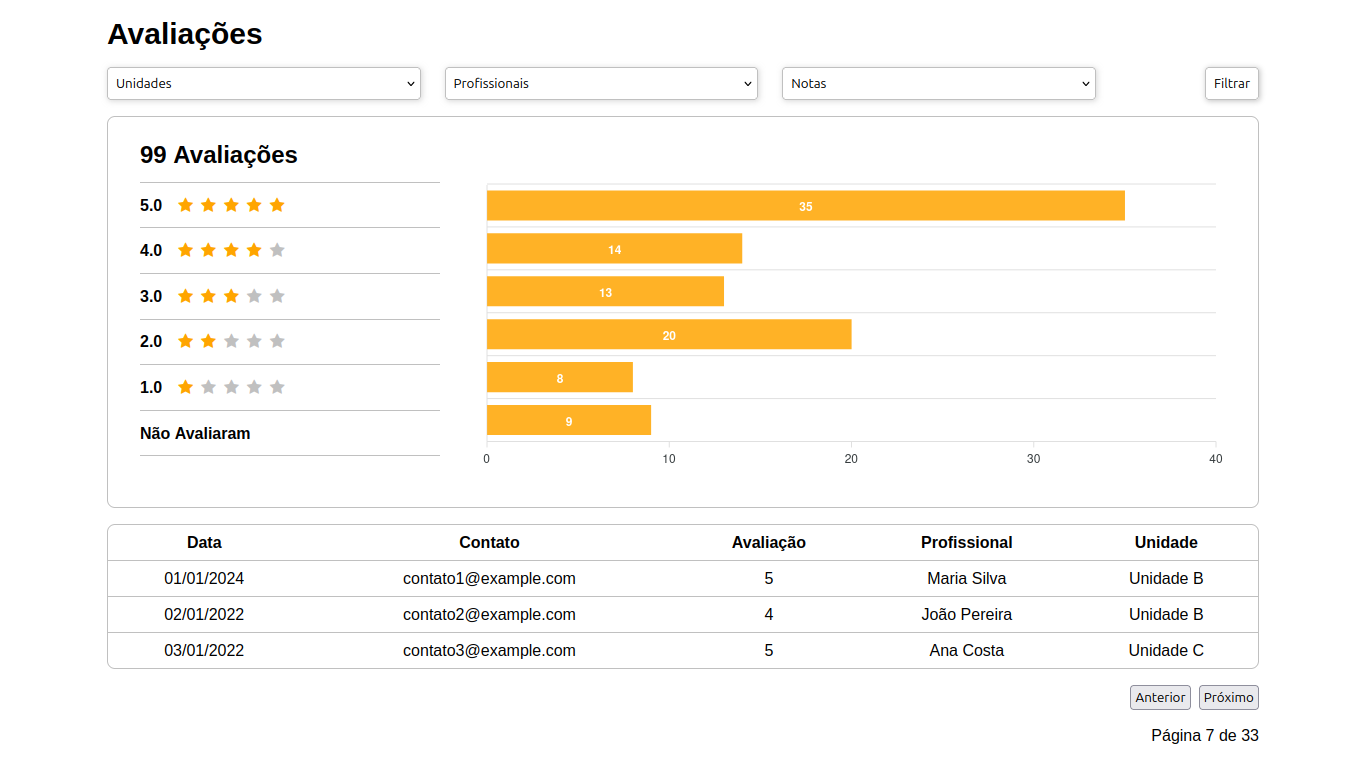 Avaliações
Unidades Profissionais Notas Filtrar
99 Avaliações
5.0 35
4.0 14
3.0 13
2.0 20
1.0 8
Não Avaliaram 9
0 10 20 30 40
Data Contato Avaliação Profissional Unidade
01/01/2024 contato1@example.com 5 Maria Silva Unidade B
02/01/2022 contato2@example.com 4 João Pereira Unidade B
03/01/2022 contato3@example.com 5 Ana Costa Unidade C
Anterior Próximo
Página 7 de 33